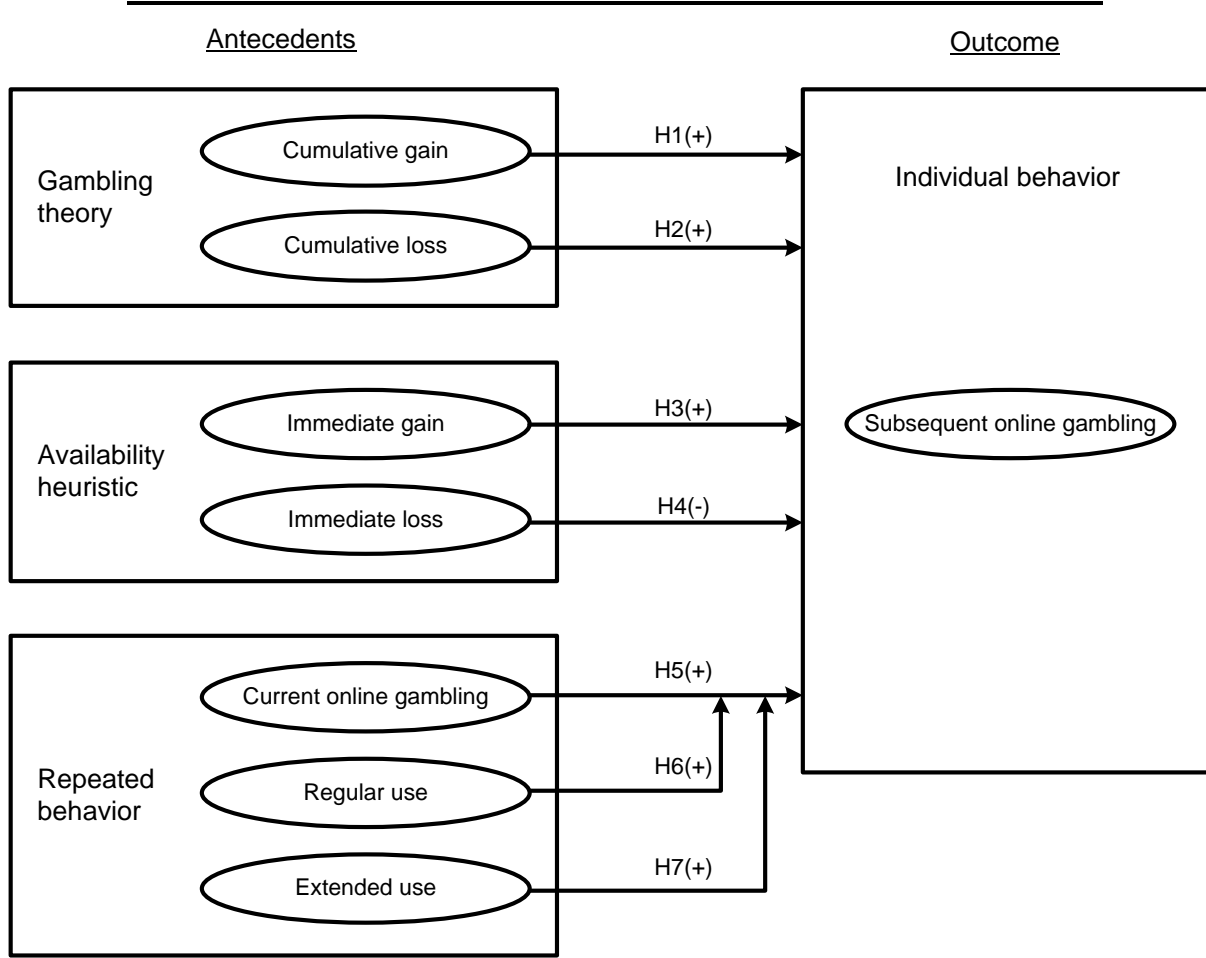 Antecedents
Outcome
Gambling
theory
Cumulative gain
H1(+)
Cumulative loss
H2(+)
Individual behavior
Availability
heuristic
Immediate gain
H3(+)
Immediate loss
H4(-)
Subsequent online gambling
Repeated
behavior
Current online gambling
H5(+)
Regular use
H6(+)
Extended use
H7(+)